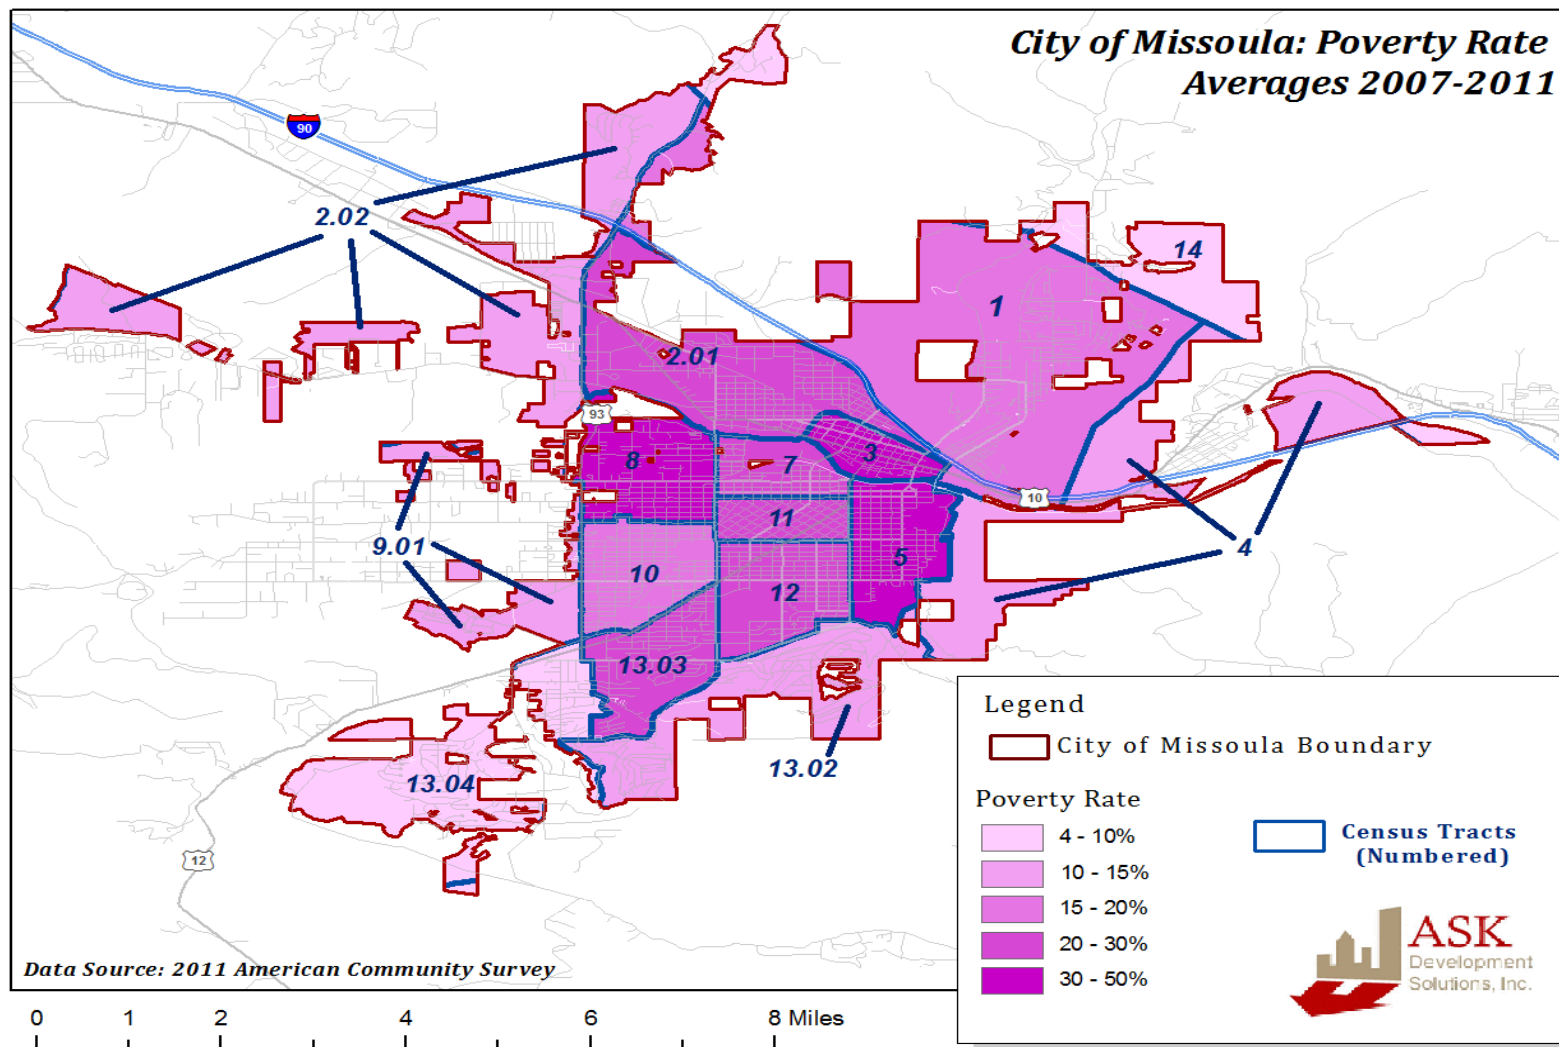 City of Missoula: Poverty Rate
Averages 2007-2011
90
2.02
14
1
2.01
93
3
8
7
10
11
9.01
5
4
10
12
13.03
13.02
13.04
12
Legend
City of Missoula Boundary
Poverty Rate
4 - 10%
10 - 15%
15 - 20%
20 - 30%
30 - 50%
Census Tracts
(Numbered)
ASK
Development
Solutions, Inc.
Data Source: 2011 American Community Survey
0 1 2 4 6 8 Miles